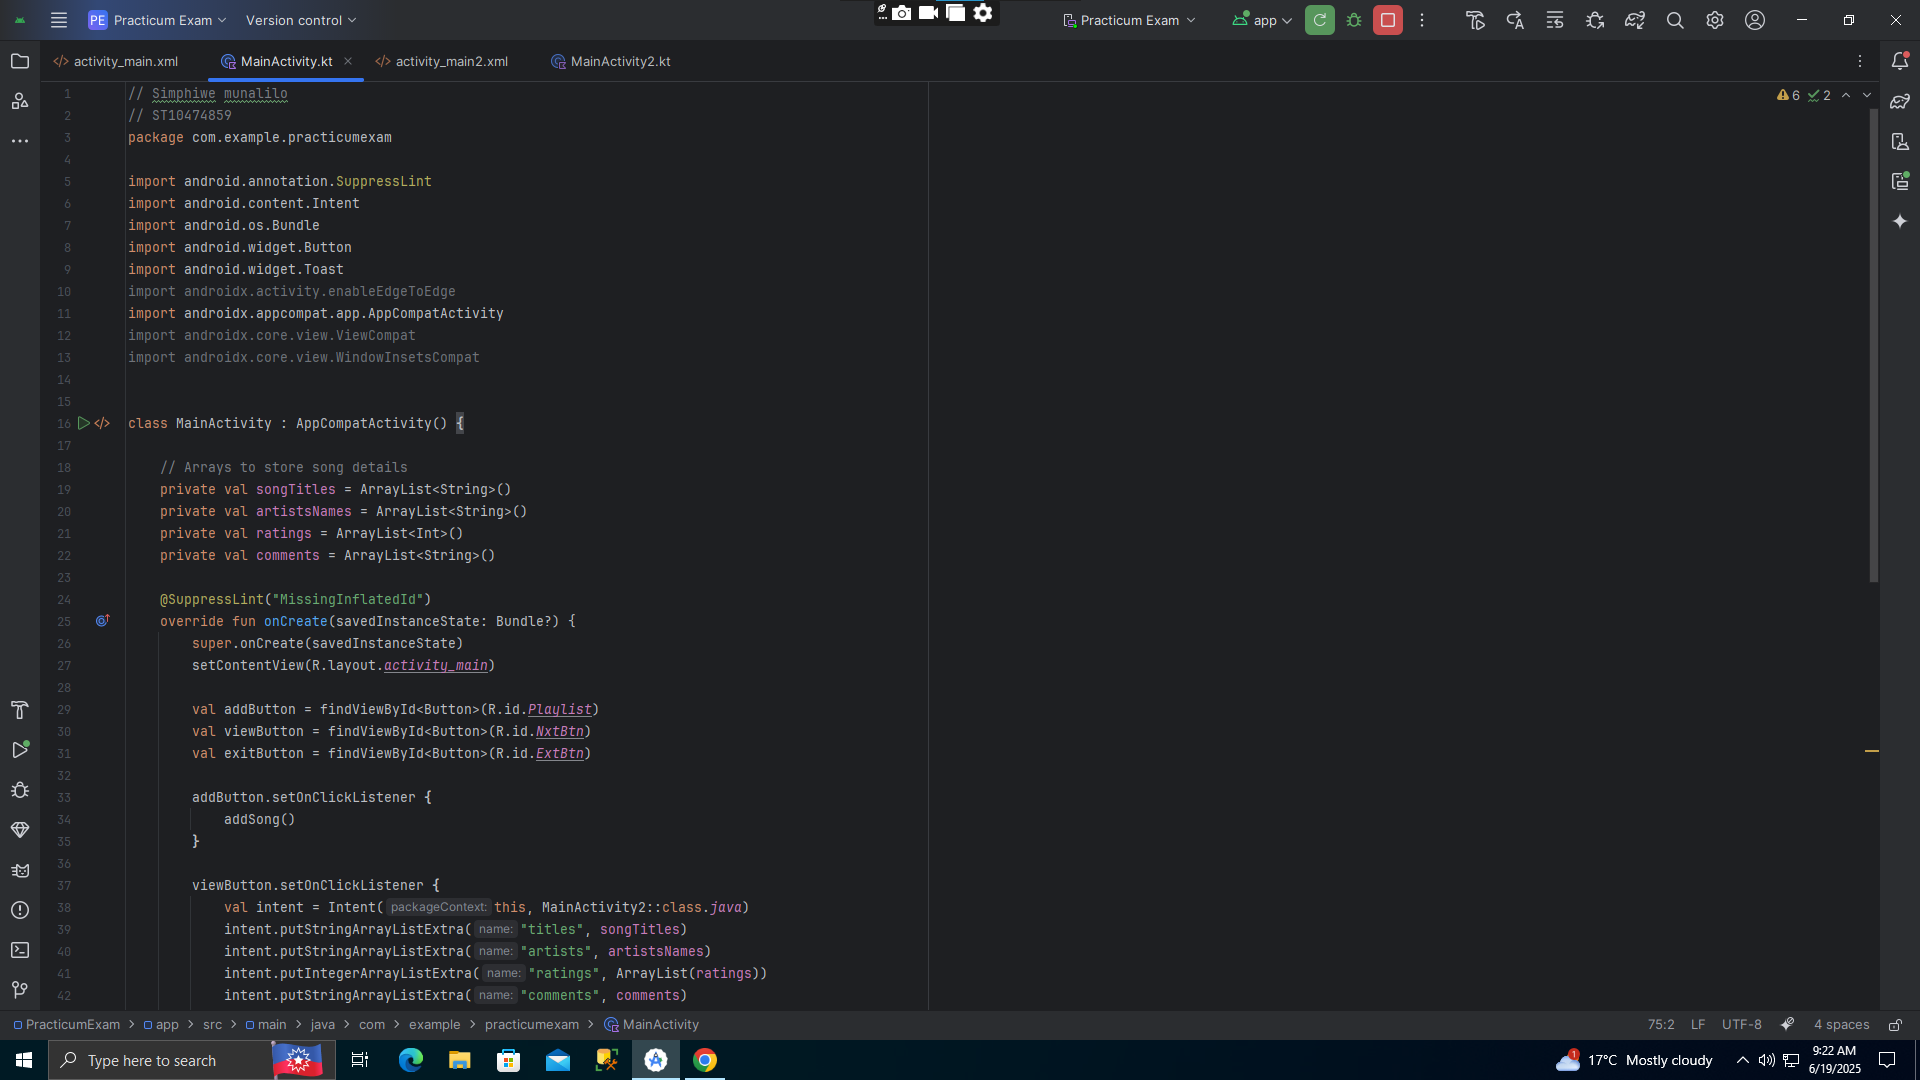 PE Practicum Exam Version control
Practicum Exam app
activity_main.xml MainActivity.kt activity_main2.xml MainActivity2.kt
6 2
1 // Simphiwe munalilo
2 // ST10474859
3 package com.example.practicumexam
4
5 import android.annotation.SuppressLint
6 import android.content.Intent
7 import android.os.Bundle
8 import android.widget.Button
9 import android.widget.Toast
10 import androidx.activity.enableEdgeToEdge
11 import androidx.appcompat.app.AppCompatActivity
12 import androidx.core.view.ViewCompat
13 import androidx.core.view.WindowInsetsCompat
14
15
16 class MainActivity : AppCompatActivity() {
17
18 // Arrays to store song details
19 private val songTitles = ArrayList<String>()
20 private val artistsNames = ArrayList<String>()
21 private val ratings = ArrayList<Int>()
22 private val comments = ArrayList<String>()
23
24 @SuppressLint("MissingInflatedId")
25 override fun onCreate(savedInstanceState: Bundle?) {
26 super.onCreate(savedInstanceState)
27 setContentView(R.layout.activity_main)
28
29 val addButton = findViewById<Button>(R.id.Playlist)
30 val viewButton = findViewById<Button>(R.id.NxtBtn)
31 val exitButton = findViewById<Button>(R.id.ExtBtn)
32
33 addButton.setOnClickListener {
34 addSong()
35 }
36
37 viewButton.setOnClickListener {
38 val intent = Intent( packageContext: this, MainActivity2::class.java)
39 intent.putStringArrayListExtra( name: "titles", songTitles)
40 intent.putStringArrayListExtra( name: "artists", artistsNames)
41 intent.putIntegerArrayListExtra( name: "ratings", ArrayList(ratings))
42 intent.putStringArrayListExtra( name: "comments", comments)
PracticumExam > app > src > main > java > com > example > practicumexam > MainActivity 75:2 LF UTF-8 4 spaces
Type here to search 1 17°C Mostly cloudy 9:22 AM
6/19/2025